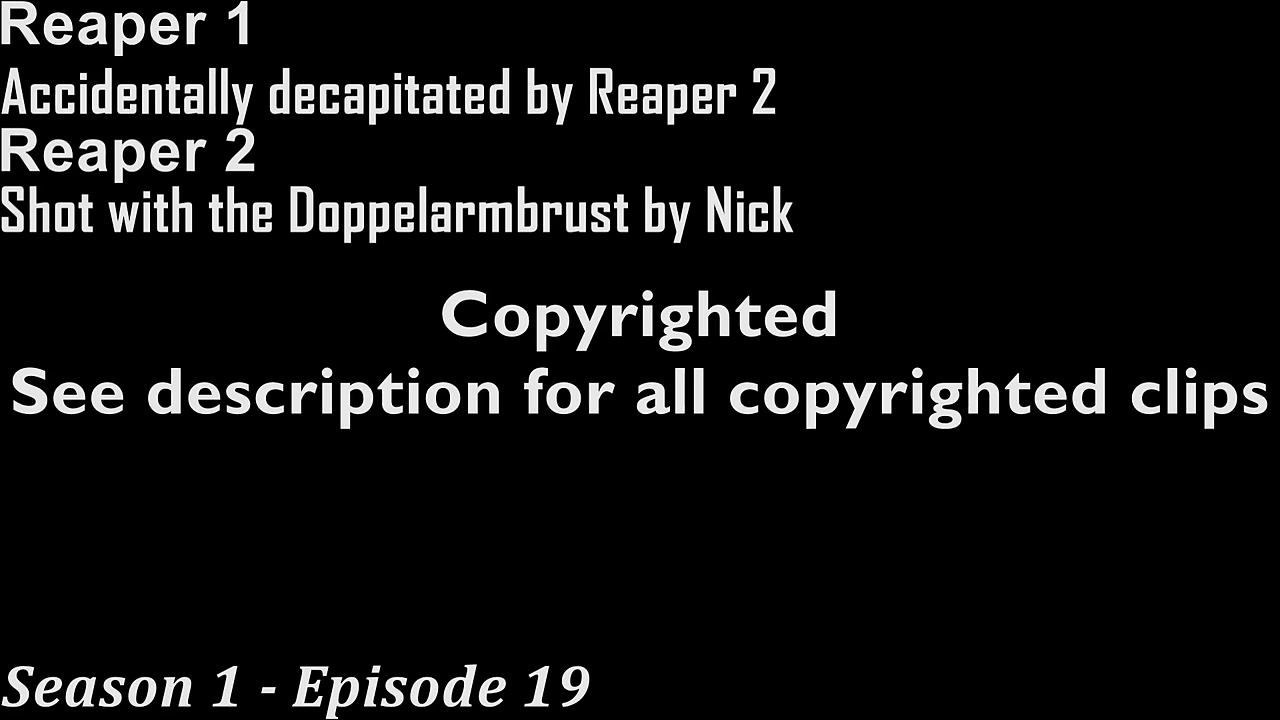 Reaper 1
Accidentally decapitated by Reaper 2
Reaper 2
Shot with the Doppelarmbrust by Nick
Copyrighted
See description for all copyrighted clips
Season 1 - Episode 19